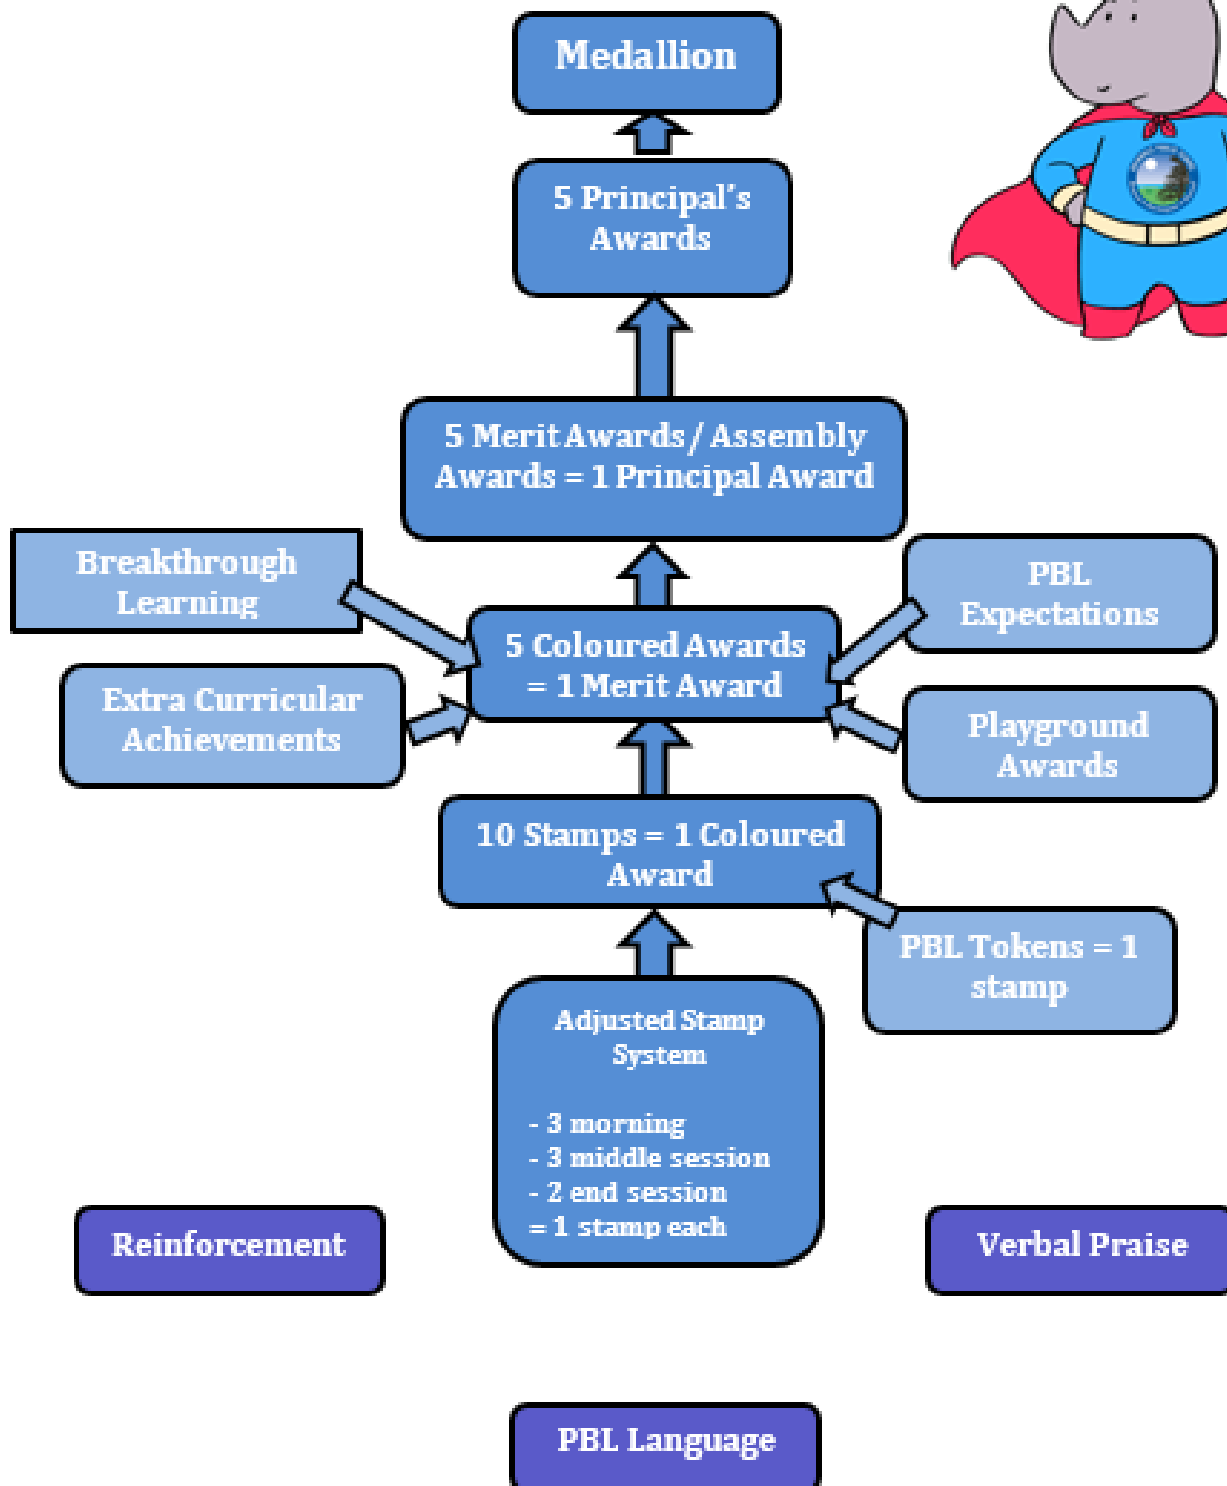 Medallion
5 Principal's
Awards
5 Merit Awards / Assembly
Awards = 1 Principal Award
Breakthrough
Learning
PBL
Expectations
5 Coloured Awards
= 1 Merit Award
Extra Curricular
Achievements
Playground
Awards
10 Stamps = 1 Coloured
Award
PBL Tokens = 1
stamp
Adjusted Stamp
System
- 3 morning
- 3 middle session
- 2 end session
= 1 stamp each
Reinforcement
Verbal Praise
PBL Language